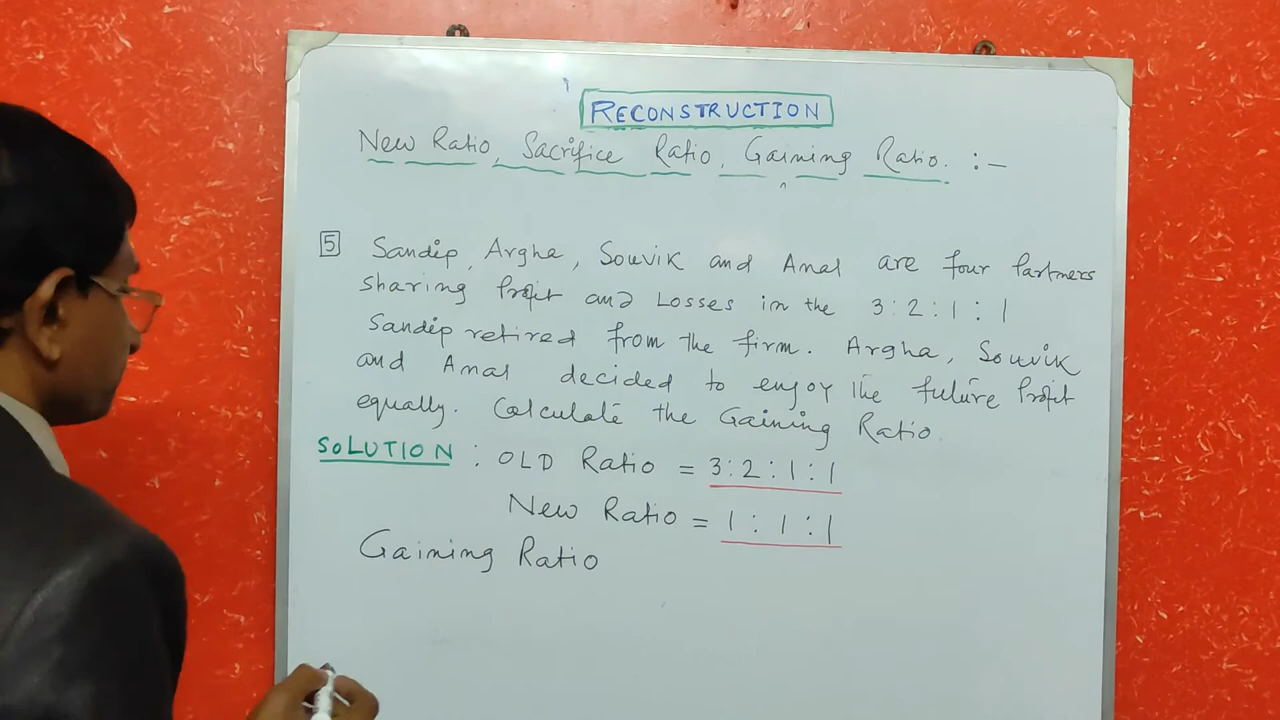 RECONSTRUCTION
New Ratio, Sacrifice Ratio, Gaining Ratio. :-
5 Sandip, Argha, Souvik and Amal are four Partners
sharing Profit and Losses in the 3:2:1:1
Sandip retired from the firm. Argha, Souvik
and Amal decided to enjoy the future Profit
equally. Calculate the Gaining Ratio.
SOLUTION : OLD Ratio = 3:2:1:1
New Ratio = 1:1:1
Gaining Ratio